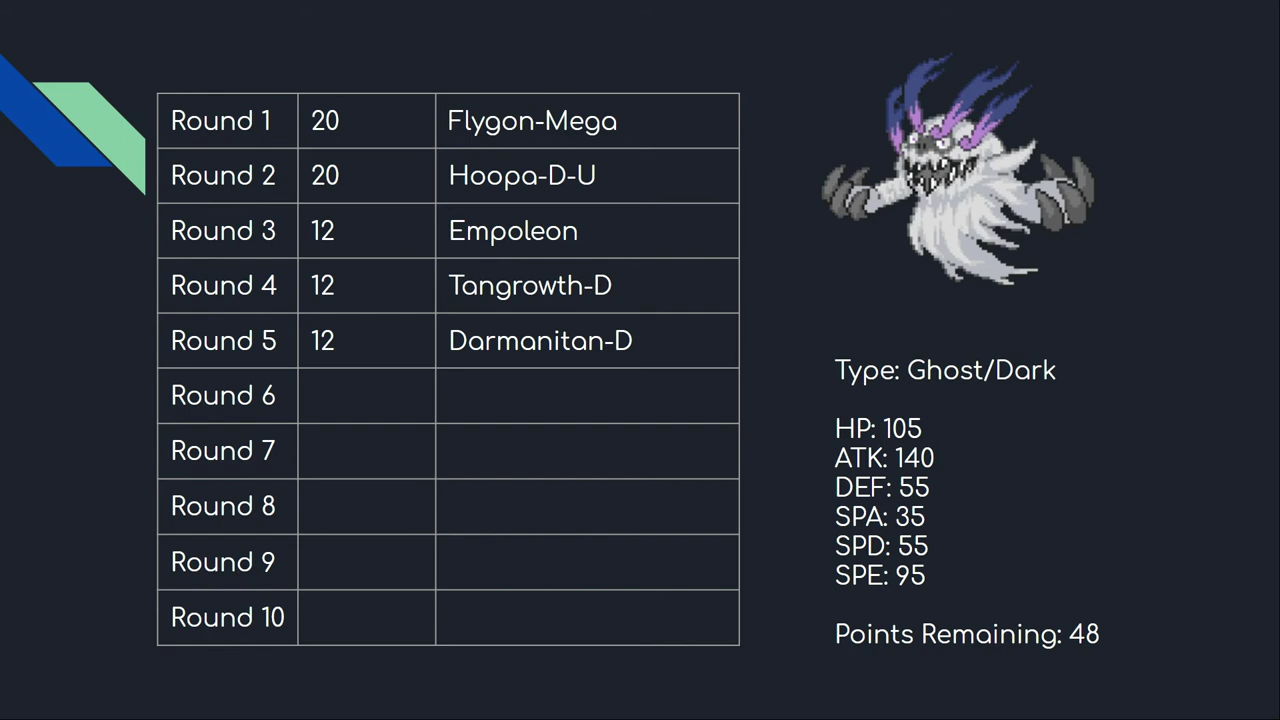 Round 1 20 Flygon-Mega
Round 2 20 Hoopa-D-U
Round 3 12 Empoleon
Round 4 12 Tangrowth-D
Round 5 12 Darmanitan-D
Round 6
Round 7
Round 8
Round 9
Round 10
Type: Ghost/Dark
HP: 105
ATK: 140
DEF: 55
SPA: 35
SPD: 55
SPE: 95
Points Remaining: 48